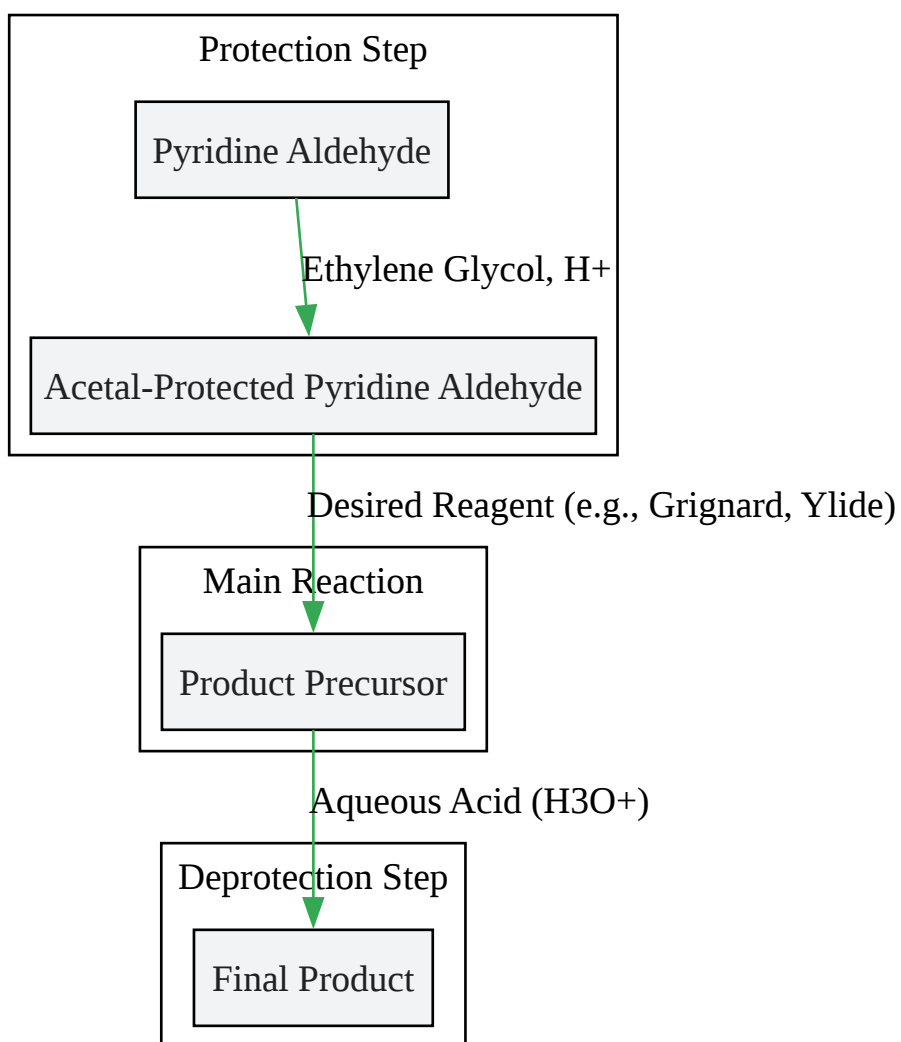 Protection Step
Pyridine Aldehyde
Ethylene Glycol, H+
Acetal-Protected Pyridine Aldehyde
Desired Reagent (e.g., Grignard, Ylide)
Main Reaction
Product Precursor
Aqueous Acid (H3O+)
Deprotection Step
Final Product